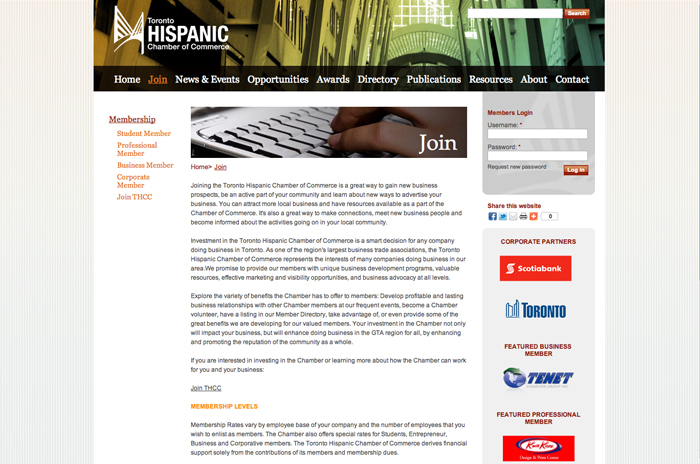 Toronto
HISPANIC
Chamber of Commerce
Search
Home Join News & Events Opportunities Awards Directory Publications Resources About Contact
Membership
Student Member
Professional
Member
Business Member
Corporate
Member
Join THCC
Join
Home> Join
Joining the Toronto Hispanic Chamber of Commerce is a great way to gain new business
prospects, be an active part of your community and learn about new ways to advertise your
business. You can attract more local business and have resources available as a part of the
Chamber of Commerce. It's also a great way to make connections, meet new business people and
become informed about the activities going on in your local community.
Investment in the Toronto Hispanic Chamber of Commerce is a smart decision for any company
doing business in Toronto. As one of the region's largest business trade associations, the Toronto
Hispanic Chamber of Commerce represents the interests of many companies doing business in our
area.We promise to provide our members with unique business development programs, valuable
resources, effective marketing and visibility opportunities, and business advocacy at all levels.
Explore the variety of benefits the Chamber has to offer to members: Develop profitable and lasting
business relationships with other Chamber members at our frequent events, become a Chamber
volunteer, have a listing in our Member Directory, take advantage of, or even provide some of the
great benefits we are developing for our valued members. Your investment in the Chamber not only
will impact your business, but will enhance doing business in the GTA region for all, by enhancing
and promoting the reputation of the community as a whole.
If you are interested in investing in the Chamber or learning more about how the Chamber can work
for you and your business:
Join THCC
MEMBERSHIP LEVELS
Membership Rates vary by employee base of your company and the number of employees that you
wish to enlist as members. The Chamber also offers special rates for Students, Entrepreneur,
Business and Corporative members. The Toronto Hispanic Chamber of Commerce derives financial
support solely from the contributions of its members and membership dues.
Members Login
Username: *
Password: *
Request new password
Log in
Share this website
0
CORPORATE PARTNERS
Scotiabank
TORONTO
FEATURED BUSINESS
MEMBER
TENET
FEATURED PROFESSIONAL
MEMBER
Kwik Kopy
Design & Print Centre